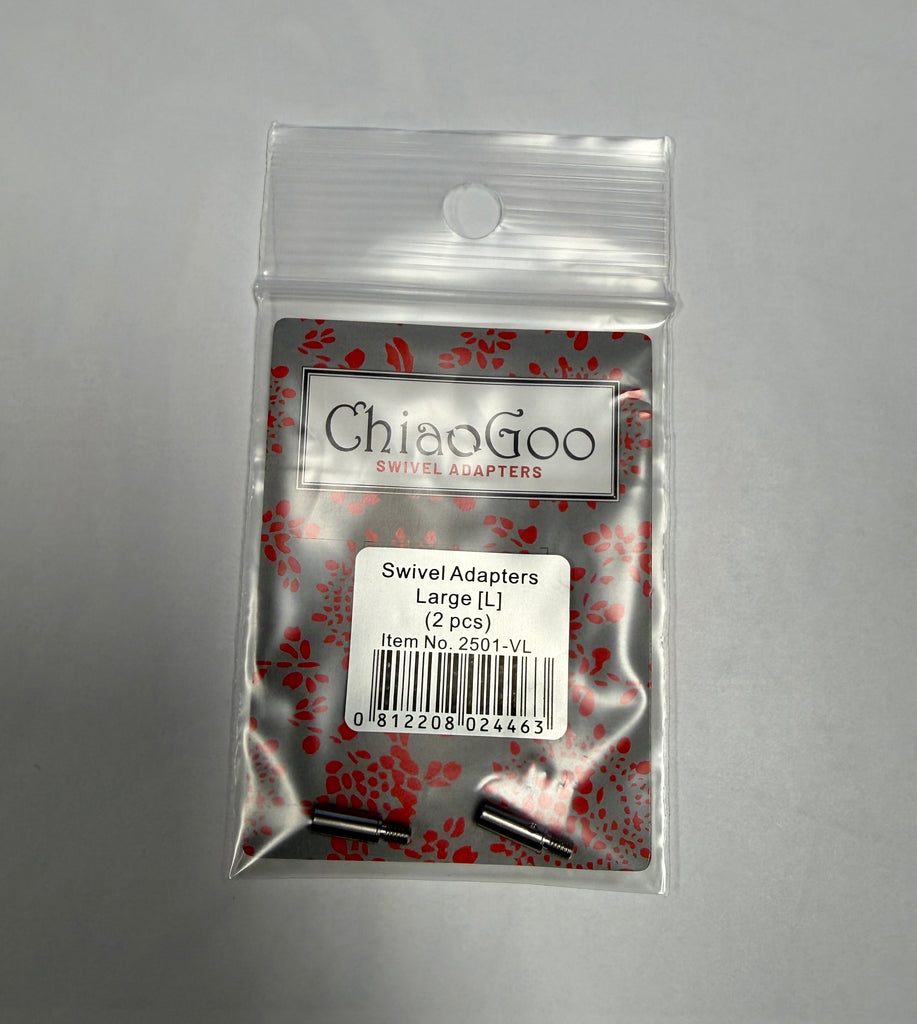 ChiaoGoo
SWIVEL ADAPTERS
Swivel Adapters
Large [L]
(2 pcs)
Item No. 2501-VL
0 812208 024463